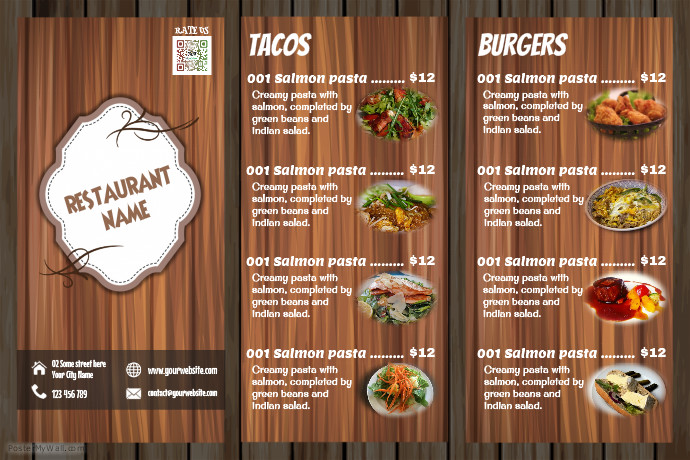 RATE US
RESTAURANT
NAME
02 Some street here
Your City Name
123 456 789
www.yourwebsite.com
contact@yourwebsite.com
PosterMyWall.com
TACOS
001 Salmon pasta ......... $12
Creamy pasta with
salmon, completed by
green beans and
indian salad.
001 Salmon pasta ......... $12
Creamy pasta with
salmon, completed by
green beans and
indian salad.
001 Salmon pasta ......... $12
Creamy pasta with
salmon, completed by
green beans and
indian salad.
001 Salmon pasta ......... $12
Creamy pasta with
salmon, completed by
green beans and
indian salad.
BURGERS
001 Salmon pasta ......... $12
Creamy pasta with
salmon, completed by
green beans and
indian salad.
001 Salmon pasta ......... $12
Creamy pasta with
salmon, completed by
green beans and
indian salad.
001 Salmon pasta ......... $12
Creamy pasta with
salmon, completed by
green beans and
indian salad.
001 Salmon pasta ......... $12
Creamy pasta with
salmon, completed by
green beans and
indian salad.